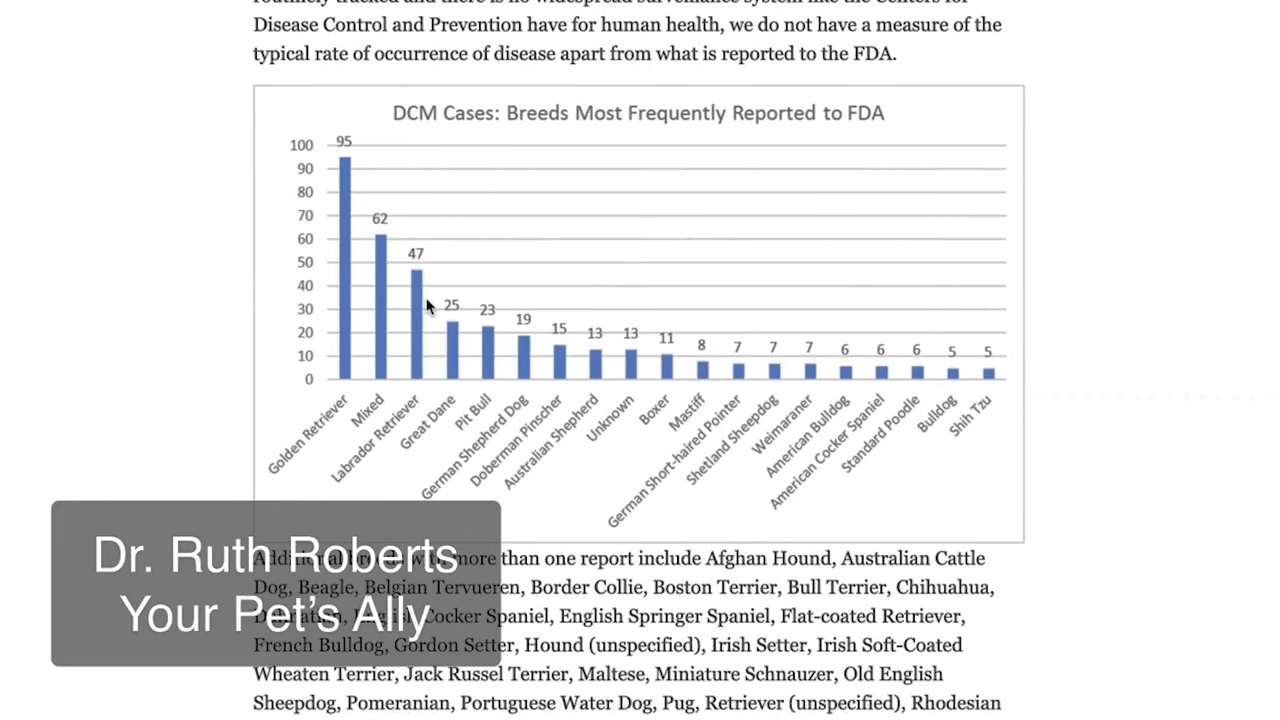 Disease Control and Prevention have for human health, we do not have a measure of the
typical rate of occurrence of disease apart from what is reported to the FDA.
DCM Cases: Breeds Most Frequently Reported to FDA
100
90
80
70
60
50
40
30
20
10
0
95
62
47
25
23
19
15
13
13
11
8
7
7
7
6
6
6
5
5
Golden Retriever
Mixed
Labrador Retriever
Great Dane
Pit Bull
German Shepherd Dog
Doberman Pinscher
Australian Shepherd
Unknown
Boxer
Mastiff
German Short-haired Pointer
Shetland Sheepdog
Weimaraner
American Bulldog
American Cocker Spaniel
Standard Poodle
Bulldog
Shih Tzu
Additional breeds with more than one report include Afghan Hound, Australian Cattle
Dog, Beagle, Belgian Tervueren, Border Collie, Boston Terrier, Bull Terrier, Chihuahua,
Dalmation, English Cocker Spaniel, English Springer Spaniel, Flat-coated Retriever,
French Bulldog, Gordon Setter, Hound (unspecified), Irish Setter, Irish Soft-Coated
Wheaten Terrier, Jack Russel Terrier, Maltese, Miniature Schnauzer, Old English
Sheepdog, Pomeranian, Portuguese Water Dog, Pug, Retriever (unspecified), Rhodesian
Dr. Ruth Roberts
Your Pet's Ally